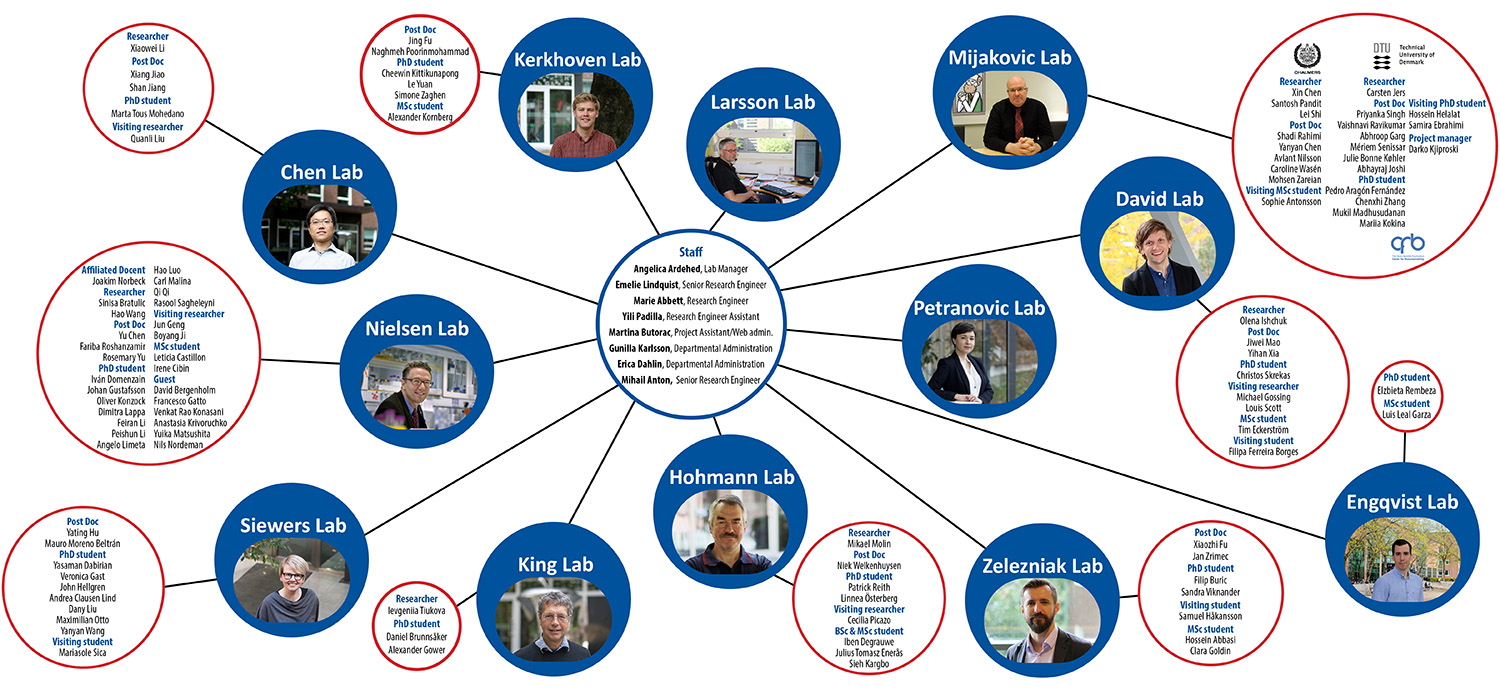 Researcher
Xiaowei Li
Post Doc
Xiang Jiao
Shan Jiang
PhD student
Marta Tous Mohedano
Visiting researcher
Quanli Liu
Chen Lab
Post Doc
Jing Fu
Naghmeh Poorinmohammad
PhD student
Cheewin Kittikunapong
Le Yuan
Simone Zaghen
MSc student
Alexander Kornberg
Kerkhoven Lab
Larsson Lab
Mijakovic Lab
CHALMERS
Researcher
Xin Chen
Santosh Pandit
Lei Shi
Post Doc
Shadi Rahimi
Yanyan Chen
Avlant Nilsson
Caroline Wasén
Mohsen Zareian
Visiting MSc student
Sophie Antonsson
DTU
Technical
University of
Denmark
Researcher
Carsten Jers
Post Doc
Priyanka Singh
Vaishnavi Ravikumar
Abhroop Garg
Mériem Senissar
Julie Bonne Køhler
Abhayraj Joshi
PhD student
Pedro Aragón Fernández
Chenxhi Zhang
Mukil Madhusudanan
Mariia Kokina
Visiting PhD student
Hossein Helalat
Samira Ebrahimi
Project manager
Darko Kjiproski
cfb
David Lab
Researcher
Olena Ishchuk
Post Doc
Jiwei Mao
Yihan Xia
PhD student
Christos Skrekas
Visiting researcher
Michael Gossing
Louis Scott
MSc student
Tim Eckerström
Visiting student
Filipa Ferreira Borges
Petranovic Lab
Staff
Angelica Ardehed, Lab Manager
Emelie Lindquist, Senior Research Engineer
Marie Abbett, Research Engineer
Yili Padilla, Research Engineer Assistant
Martina Butorac, Project Assistant/Web admin.
Gunilla Karlsson, Departmental Administration
Erica Dahlin, Departmental Administration
Mihail Anton, Senior Research Engineer
Affiliated Docent
Joakim Norbeck
Researcher
Sinisa Bratulic
Hao Wang
Post Doc
Yu Chen
Fariba Roshanzamir
Rosemary Yu
PhD student
Iván Domenzain
Johan Gustafsson
Oliver Konzock
Dimitra Lappa
Feiran Li
Peishun Li
Angelo Limeta
Hao Luo
Carl Malina
Qi Qi
Rasool Sagheleyni
Visiting researcher
Jun Geng
Boyang Ji
MSc student
Leticia Castillon
Irene Cibin
Guest
David Bergenholm
Francesco Gatto
Venkat Rao Konasani
Anastasia Krivoruchko
Yuika Matsushita
Nils Nordeman
Nielsen Lab
PhD student
Elzbieta Rembeza
MSc student
Luis Leal Garza
Engqvist Lab
Post Doc
Yating Hu
Mauro Moreno Beltrán
PhD student
Yasaman Dabirian
Veronica Gast
John Hellgren
Andrea Clausen Lind
Dany Liu
Maximilian Otto
Yanyan Wang
Visiting student
Mariasole Sica
Siewers Lab
Researcher
Ievgeniia Tiukova
PhD student
Daniel Brunnsåker
Alexander Gower
King Lab
Hohmann Lab
Researcher
Mikael Molin
Post Doc
Niek Welkenhuysen
PhD student
Patrick Reith
Linnea Österberg
Visiting researcher
Cecilia Picazo
BSc & MSc student
Iben Degrauwe
Julius Tomasz Enerås
Sieh Kargbo
Zelezniak Lab
Post Doc
Xiaozhi Fu
Jan Zrimec
PhD student
Filip Buric
Sandra Viknander
Visiting student
Samuel Håkansson
MSc student
Hossein Abbasi
Clara Goldin